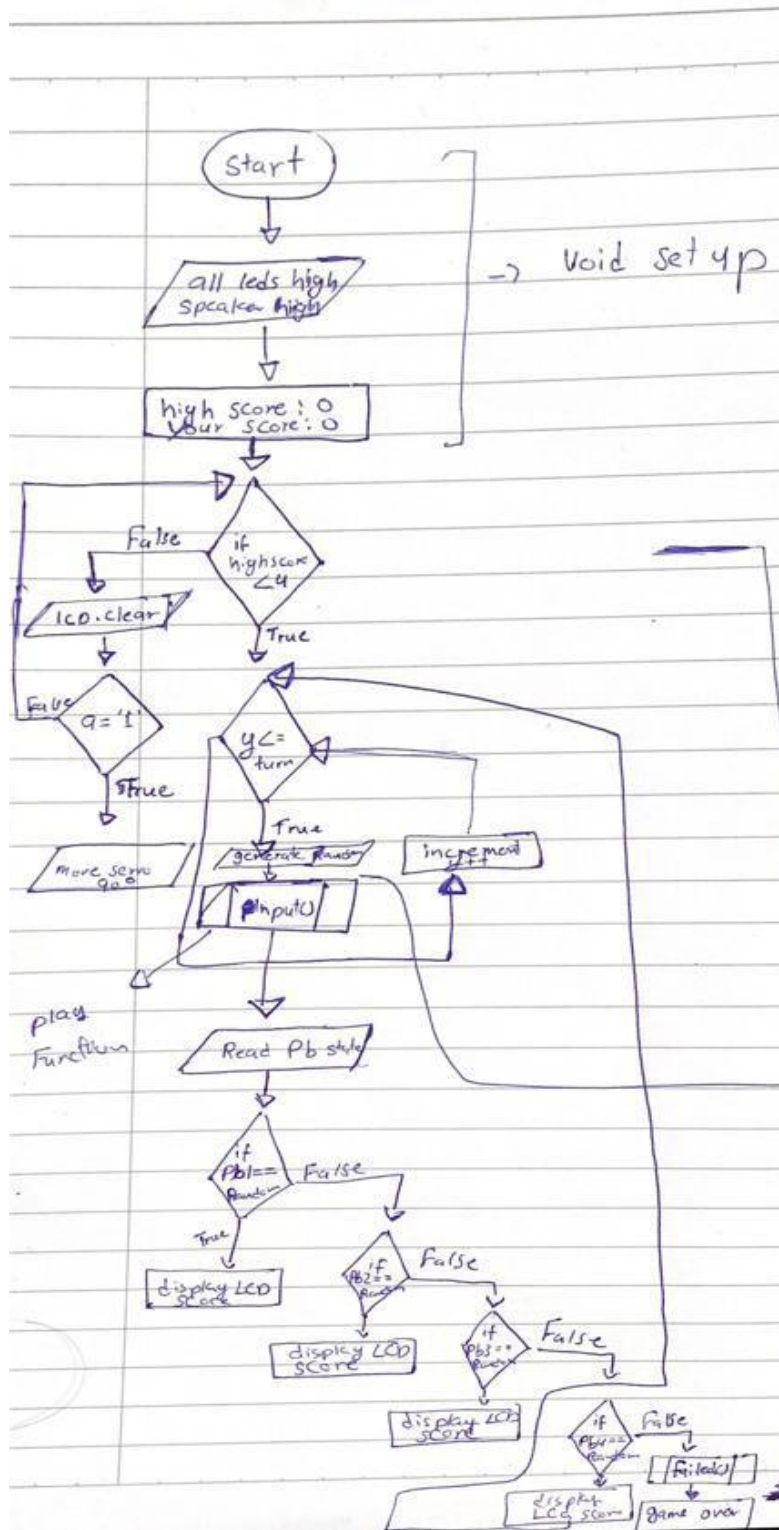 start
all leds high
speaker high
-> Void set up
high score : 0
Your score : 0
if
highscore
<4
False
True
LCD.clear
a = '1'
False
True
move servo
90°
y<=
turn
True
generate Random
increment
y++
Input()
play
Function
Read Pb state
if
Pb1==
Random
False
True
display LCD
score
if
Pb2==
Random
False
display LCD
score
if
Pb3==
Random
False
display LCD
score
if
Pb4==
Random
False
display
LCD score
Failed()
game over